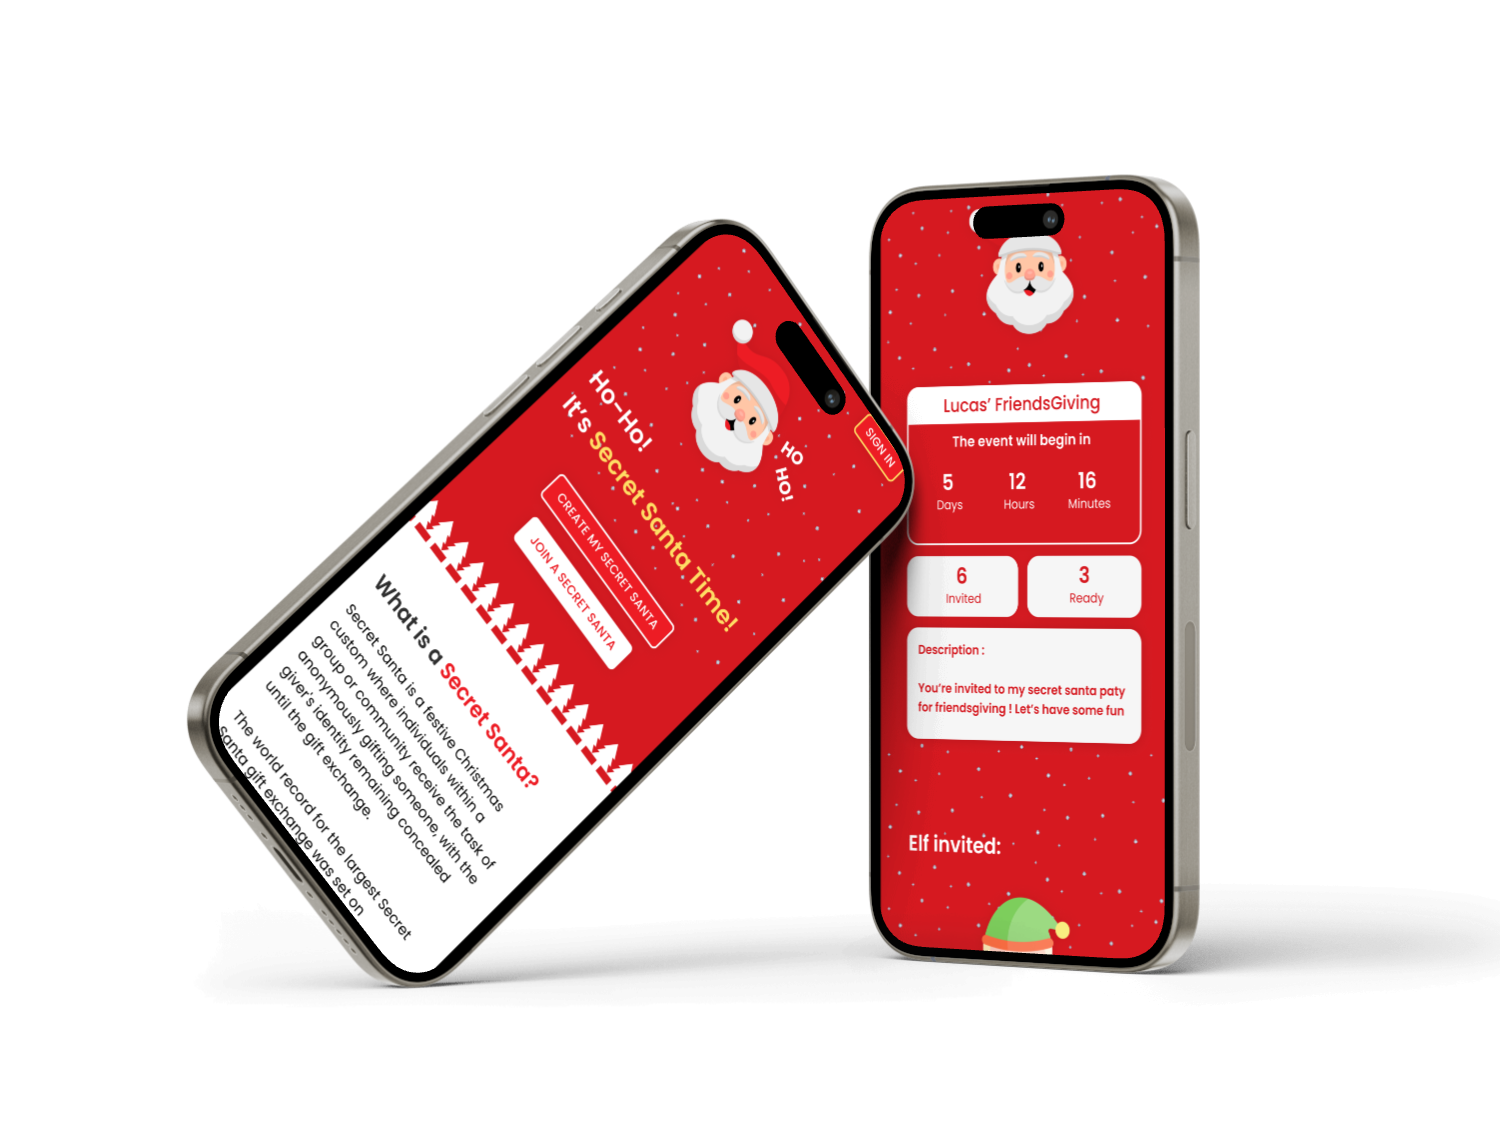 HO
HO!
SIGN IN
Ho-Ho!
It's Secret Santa Time!
CREATE MY SECRET SANTA
JOIN A SECRET SANTA
What is a Secret Santa?
Secret Santa is a festive Christmas
custom where individuals within a
group or community receive the task of
anonymously gifting someone, with the
giver's identity remaining concealed
until the gift exchange.
The world record for the largest Secret
santa gift exchange was set on
Lucas' FriendsGiving
The event will begin in
5 12 16
Days Hours Minutes
6
Invited
3
Ready
Description :
You're invited to my secret santa paty
for friendsgiving ! Let's have some fun
Elf invited: